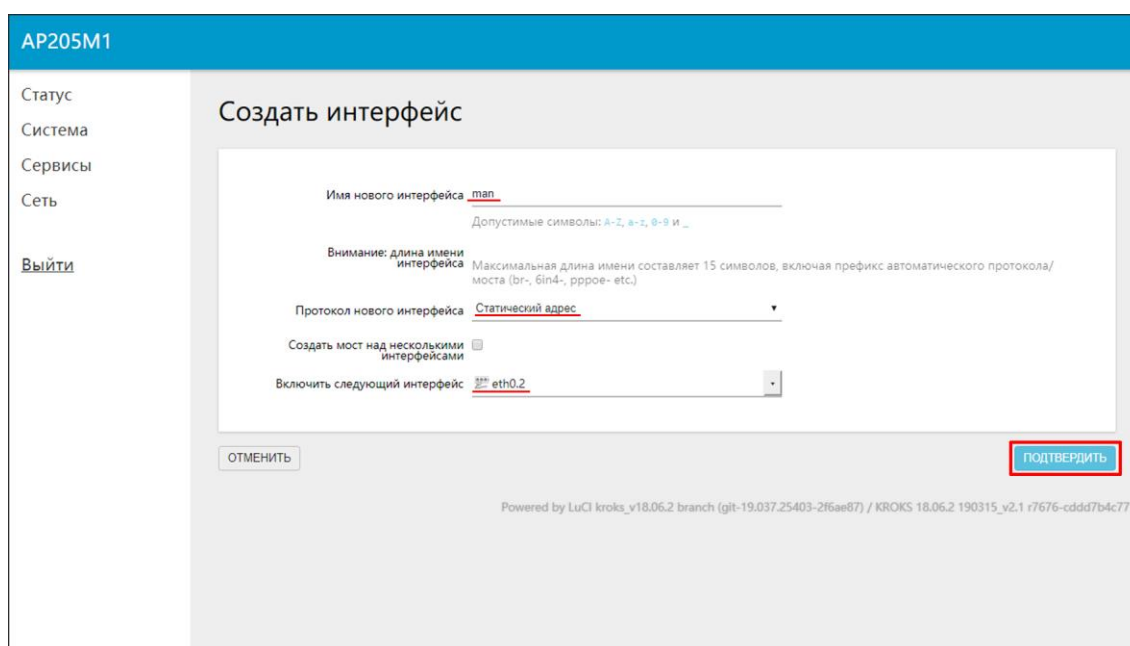 AP205M1
Статус
Система
Сервисы
Сеть
Выйти
Создать интерфейс
Имя нового интерфейса man
Допустимые символы: A-Z, a-z, 0-9 и _
Внимание: длина имени
интерфейса
Максимальная длина имени составляет 15 символов, включая префикс автоматического протокола/
моста (br-, 6in4-, pppoe- etc.)
Протокол нового интерфейса Статический адрес
Создать мост над несколькими
интерфейсами
Включить следующий интерфейс eth0.2
ОТМЕНИТЬ
ПОДТВЕРДИТЬ
Powered by LuCI kroks_v18.06.2 branch (git-19.037.25403-2f6ae87) / KROKS 18.06.2 190315_v2.1 r7676-cddd7b4c77